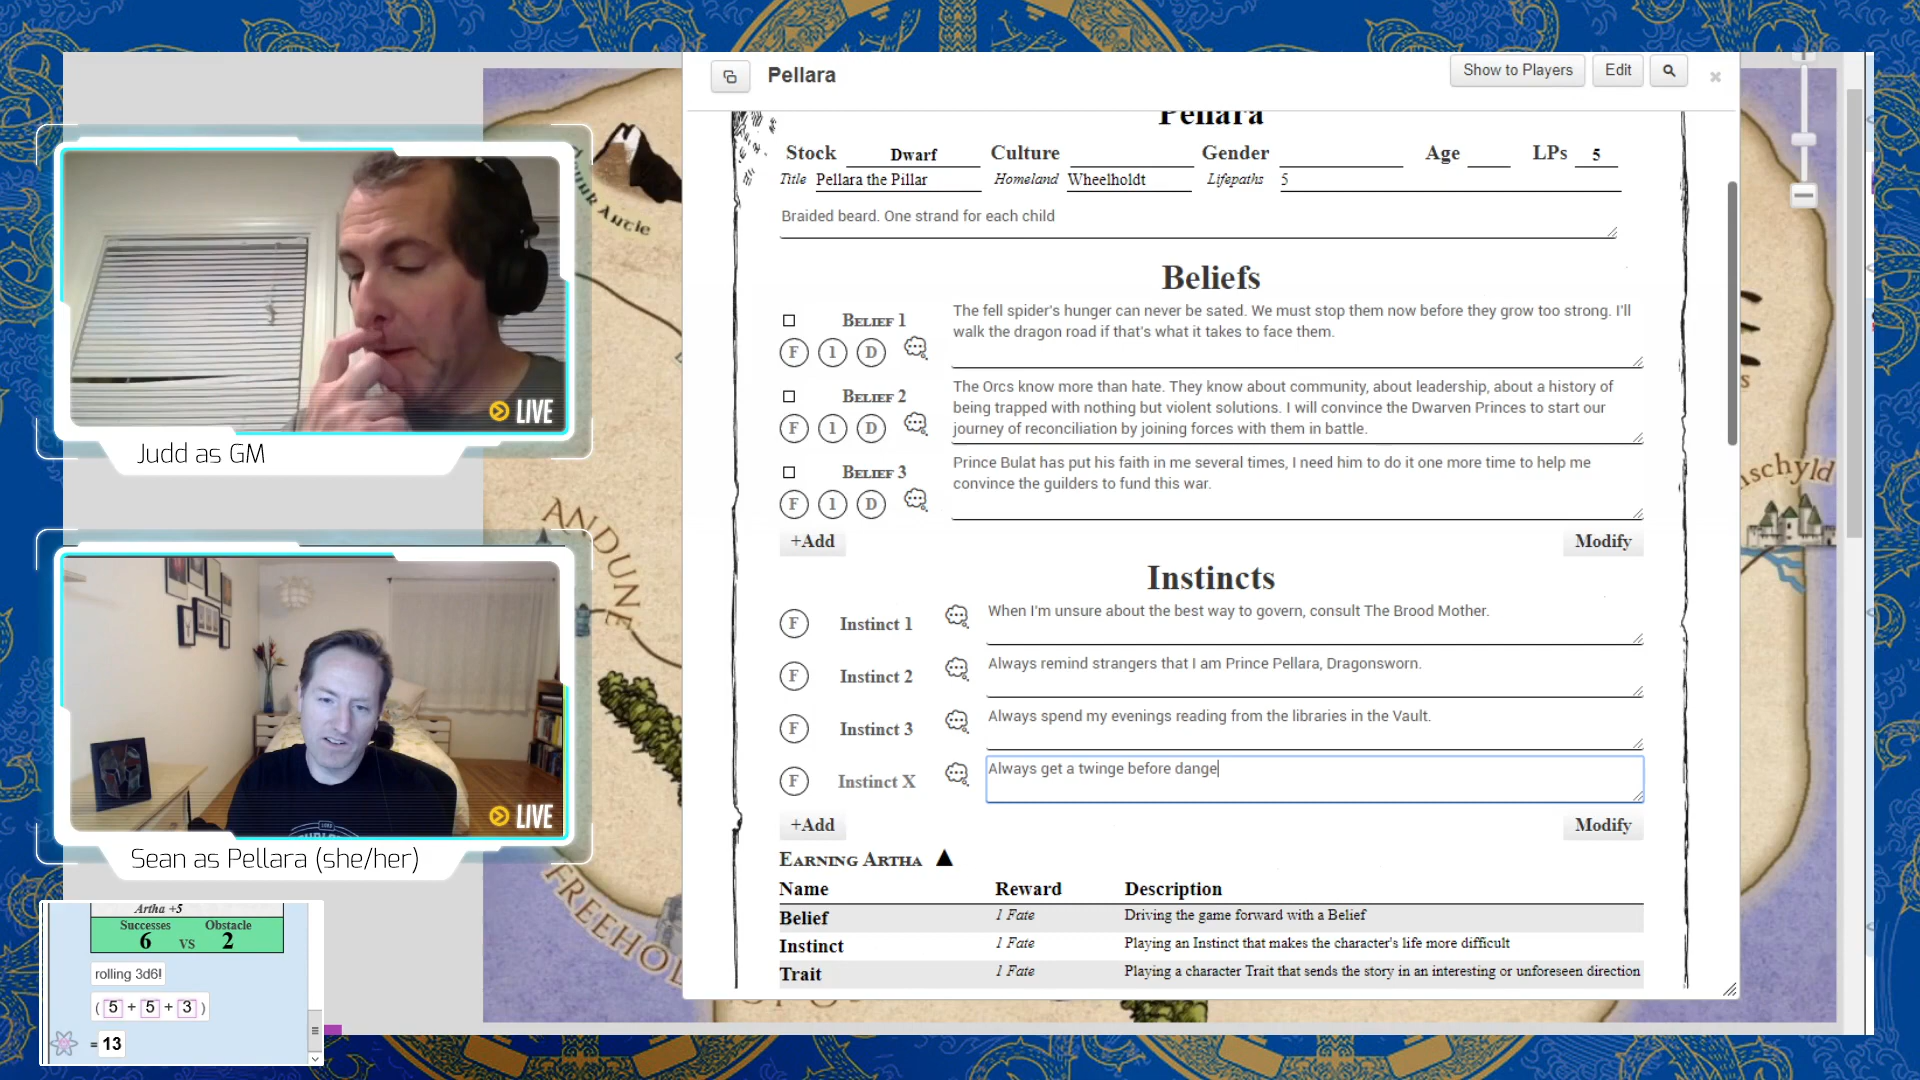 Pellara
Show to Players
Edit
Pellara
Stock Dwarf Culture Gender Age LPs 5
Title Pellara the Pillar Homeland Wheelholdt Lifepaths 5
Braided beard. One strand for each child
Beliefs
Belief 1
F 1 D
The fell spider's hunger can never be sated. We must stop them now before they grow too strong. I'll
walk the dragon road if that's what it takes to face them.
Belief 2
F 1 D
The Orcs know more than hate. They know about community, about leadership, about a history of
being trapped with nothing but violent solutions. I will convince the Dwarven Princes to start our
journey of reconciliation by joining forces with them in battle.
Belief 3
F 1 D
Prince Bulat has put his faith in me several times, I need him to do it one more time to help me
convince the guilders to fund this war.
+Add Modify
Instincts
F Instinct 1 When I'm unsure about the best way to govern, consult The Brood Mother.
F Instinct 2 Always remind strangers that I am Prince Pellara, Dragonsworn.
F Instinct 3 Always spend my evenings reading from the libraries in the Vault.
F Instinct X Always get a twinge before dange
+Add Modify
Earning Artha ▲
Name Reward Description
Belief 1 Fate Driving the game forward with a Belief
Instinct 1 Fate Playing an Instinct that makes the character's life more difficult
Trait 1 Fate Playing a character Trait that sends the story in an interesting or unforeseen direction
LIVE
Judd as GM
LIVE
Sean as Pellara (she/her)
Artha +5
Successes Obstacle
6 VS 2
rolling 3d6!
(5+5+3)
=13
ANDUNE
FREEHO
schyld